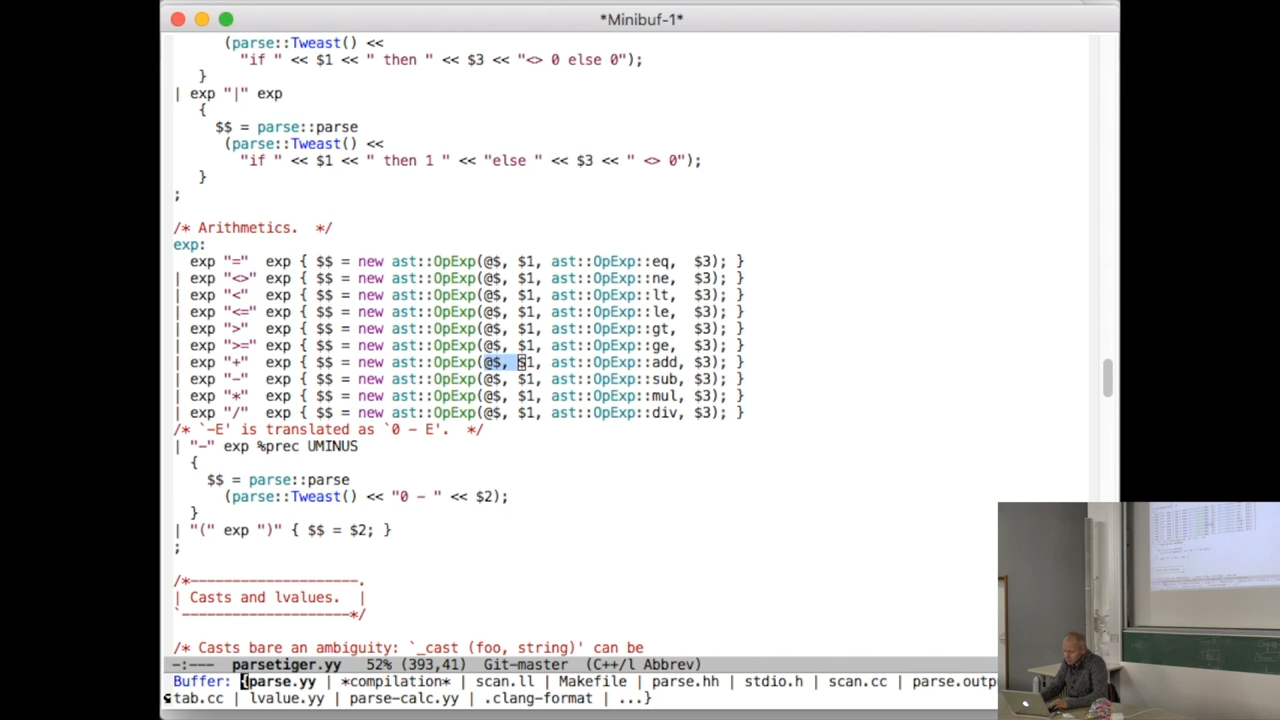 *Minibuf-1*
(parse::Tweast() <<
"if " << $1 << " then " << $3 << "<> 0 else 0");
}
| exp "|" exp
{
$$ = parse::parse
(parse::Tweast() <<
"if " << $1 << " then 1 " << "else " << $3 << " <> 0");
}
;
/* Arithmetics.  */
exp:
exp "="  exp { $$ = new ast::OpExp(@$, $1, ast::OpExp::eq,  $3); }
| exp "<>" exp { $$ = new ast::OpExp(@$, $1, ast::OpExp::ne,  $3); }
| exp "<"  exp { $$ = new ast::OpExp(@$, $1, ast::OpExp::lt,  $3); }
| exp "<=" exp { $$ = new ast::OpExp(@$, $1, ast::OpExp::le,  $3); }
| exp ">"  exp { $$ = new ast::OpExp(@$, $1, ast::OpExp::gt,  $3); }
| exp ">=" exp { $$ = new ast::OpExp(@$, $1, ast::OpExp::ge,  $3); }
| exp "+"  exp { $$ = new ast::OpExp(@$, $1, ast::OpExp::add, $3); }
| exp "-"  exp { $$ = new ast::OpExp(@$, $1, ast::OpExp::sub, $3); }
| exp "*"  exp { $$ = new ast::OpExp(@$, $1, ast::OpExp::mul, $3); }
| exp "/"  exp { $$ = new ast::OpExp(@$, $1, ast::OpExp::div, $3); }
/* `-E' is translated as `0 - E'.  */
| "-" exp %prec UMINUS
{
$$ = parse::parse
(parse::Tweast() << "0 - " << $2);
}
| "(" exp ")" { $$ = $2; }
;
/*--------------------.
| Casts and lvalues.  |
`--------------------*/
/* Casts bare an ambiguity: `_cast (foo, string)' can be
-:---  parsetiger.yy   52% (393,41)   Git-master  (C++/l Abbrev)
Buffer: {parse.yy | *compilation* | scan.ll | Makefile | parse.hh | stdio.h | scan.cc | parse.outp
tab.cc | lvalue.yy | parse-calc.yy | .clang-format | ...}